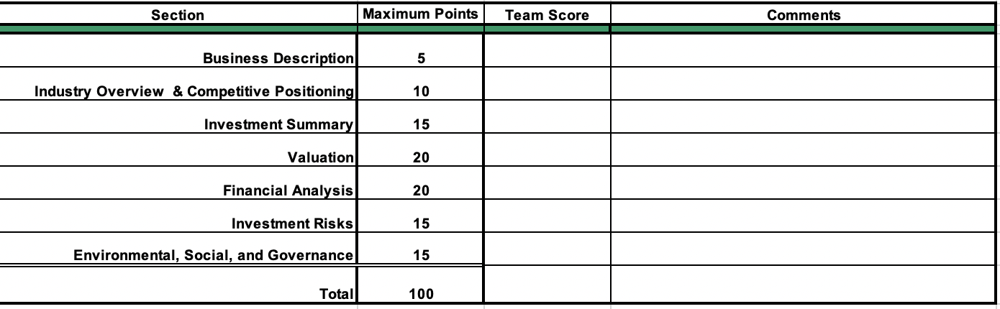 Section Maximum Points Team Score Comments
Business Description 5
Industry Overview  & Competitive Positioning 10
Investment Summary 15
Valuation 20
Financial Analysis 20
Investment Risks 15
Environmental, Social, and Governance 15
Total 100